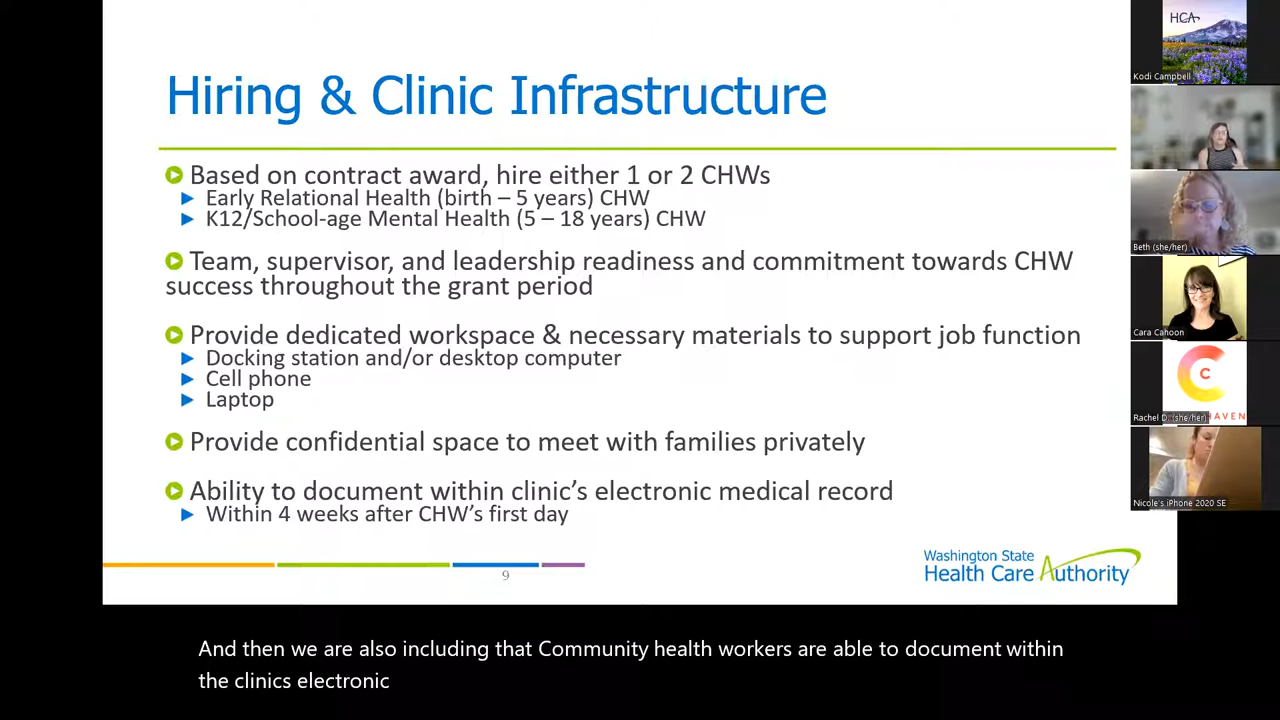 Hiring & Clinic Infrastructure
Based on contract award, hire either 1 or 2 CHWs
Early Relational Health (birth – 5 years) CHW
K12/School-age Mental Health (5 – 18 years) CHW
Team, supervisor, and leadership readiness and commitment towards CHW
success throughout the grant period
Provide dedicated workspace & necessary materials to support job function
Docking station and/or desktop computer
Cell phone
Laptop
Provide confidential space to meet with families privately
Ability to document within clinic's electronic medical record
Within 4 weeks after CHW's first day
9
Washington State
Health Care Authority
And then we are also including that Community health workers are able to document within
the clinics electronic
HCA
Kodi Campbell
Beth (she/her)
Cara Cahoon
C
HAVEN
Rachel D. (she/her)
Nicole's iPhone 2020 SE